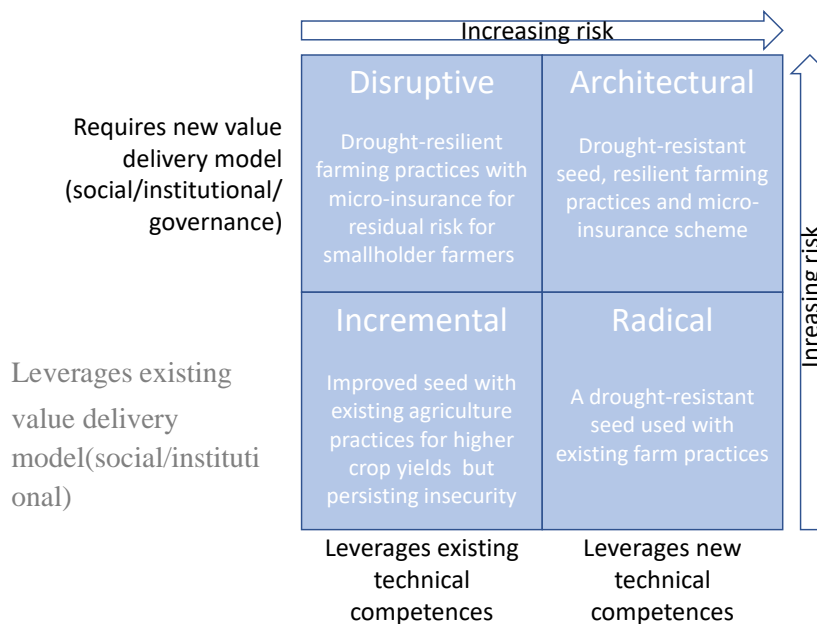 Increasing risk
Disruptive
Architectural
Requires new value
delivery model
(social/institutional/
governance)
Drought-resilient
farming practices with
micro-insurance for
residual risk for
smallholder farmers
Drought-resistant
seed, resilient farming
practices and micro-
insurance scheme
Increasing risk
Incremental
Radical
Leverages existing
value delivery
model(social/instituti
onal)
Improved seed with
existing agriculture
practices for higher
crop yields but
persisting insecurity
A drought-resistant
seed used with
existing farm practices
Leverages existing
technical
competences
Leverages new
technical
competences